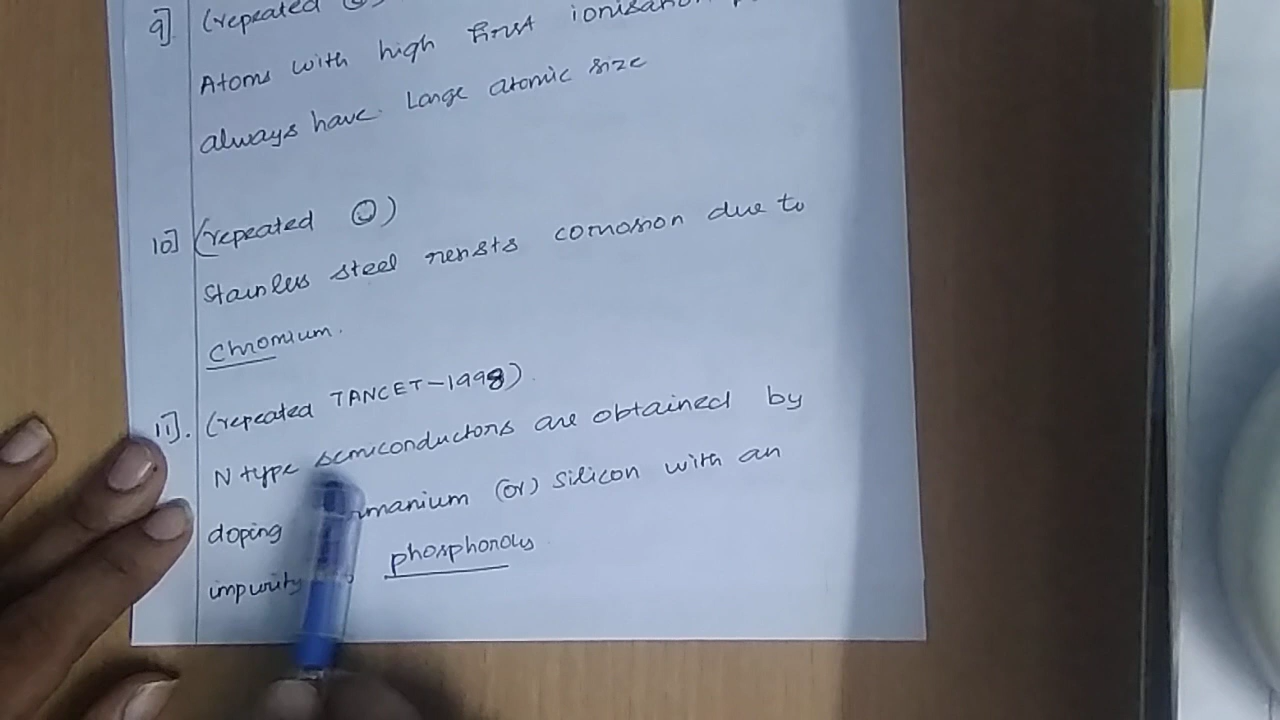 9] (repeated
Atoms with high first ionisation
always have Large atomic size
10] (repeated ☺)
Stainless steel resists corrosion due to
Chromium.
11]. (repeated TANCET-1998).
N type semiconductors are obtained by
doping (or) Silicon with an
impurity phosphorous